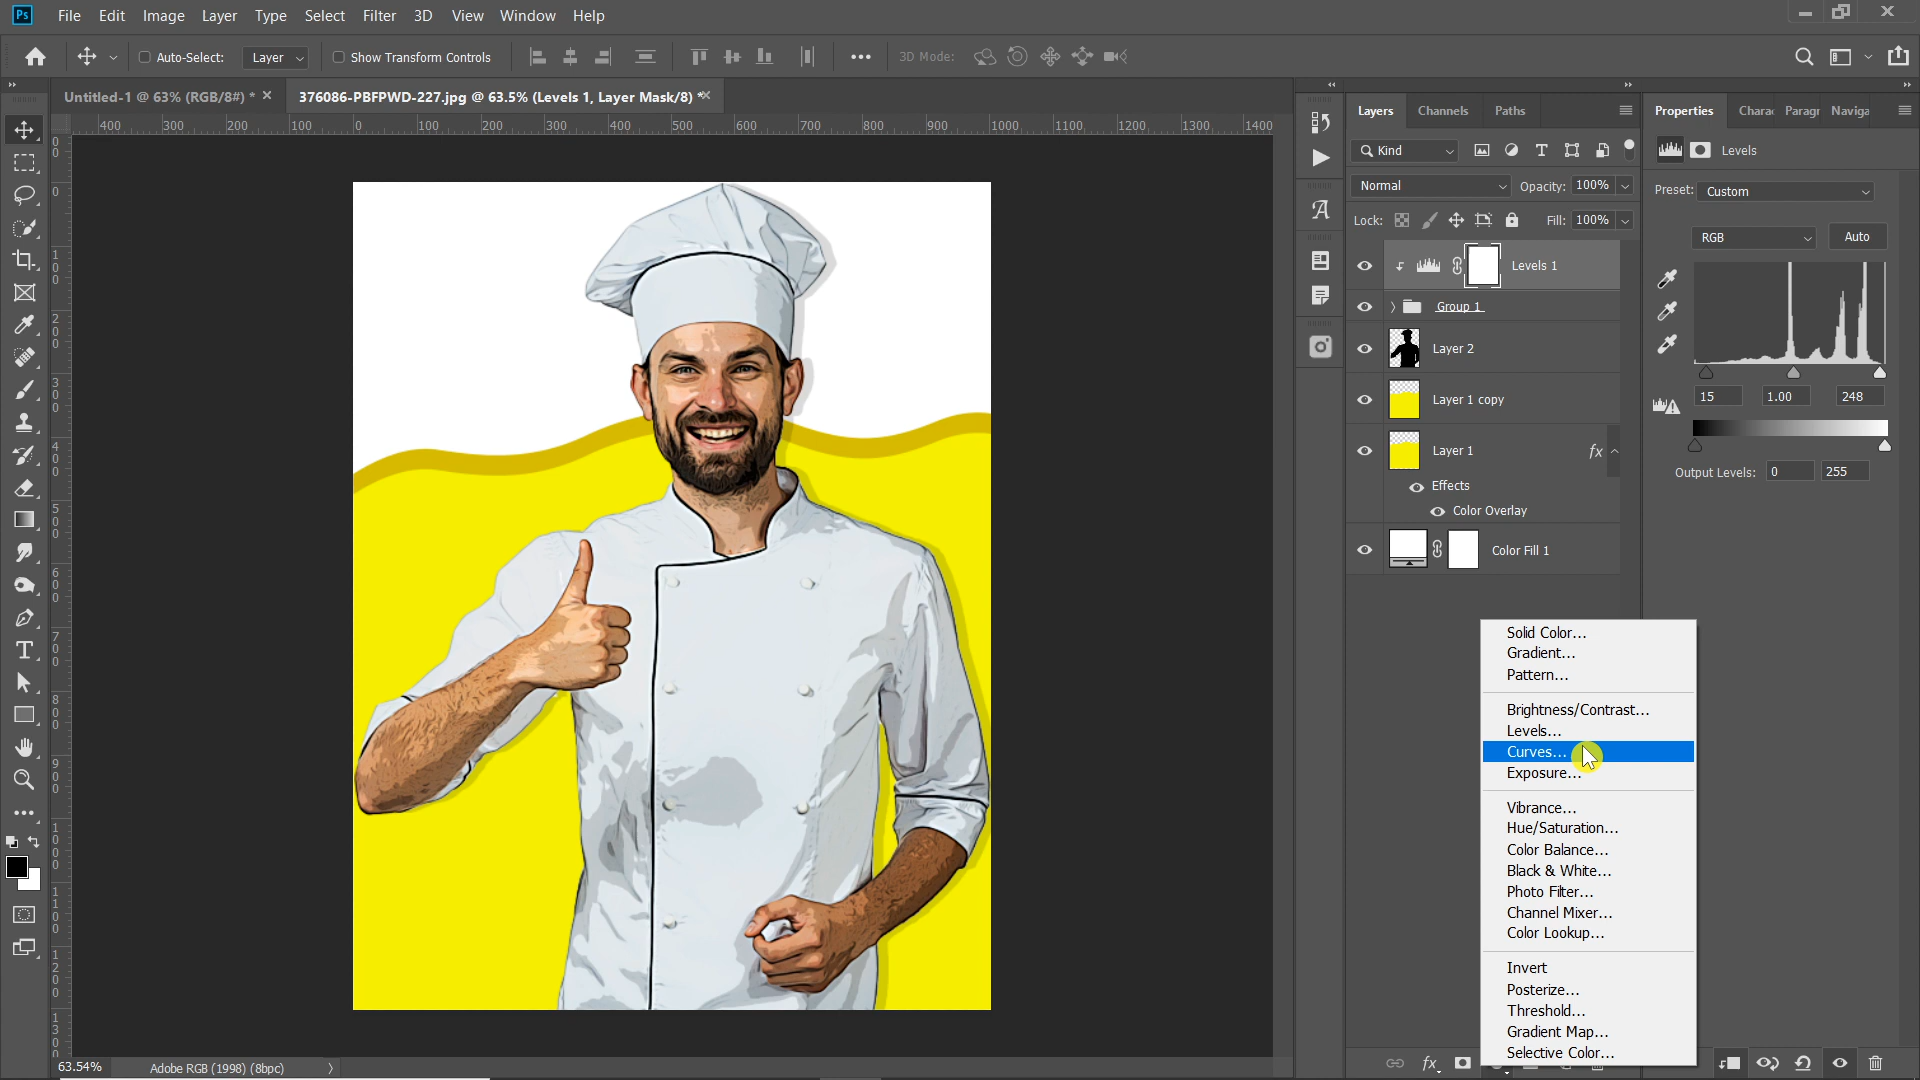 Ps File Edit Image Layer Type Select Filter 3D View Window Help
Auto-Select: Layer Show Transform Controls 3D Mode:
Untitled-1 @ 63% (RGB/8#) *
376086-PBFPWD-227.jpg @ 63.5% (Levels 1, Layer Mask/8) *
400 300 200 100 0 100 200 300 400 500 600 700 800 900 1000 1100 1200 1300 1400
Layers Channels Paths
Kind
Normal Opacity: 100%
Lock: Fill: 100%
Levels 1
Group 1
Layer 2
Layer 1 copy
Layer 1 fx
Effects
Color Overlay
Color Fill 1
Properties Charac Paragr Naviga
Levels
Preset: Custom
RGB Auto
15 1.00 248
Output Levels: 0 255
Solid Color...
Gradient...
Pattern...
Brightness/Contrast...
Levels...
Curves...
Exposure...
Vibrance...
Hue/Saturation...
Color Balance...
Black & White...
Photo Filter...
Channel Mixer...
Color Lookup...
Invert
Posterize...
Threshold...
Gradient Map...
Selective Color...
63.54% Adobe RGB (1998) (8bpc)
fx